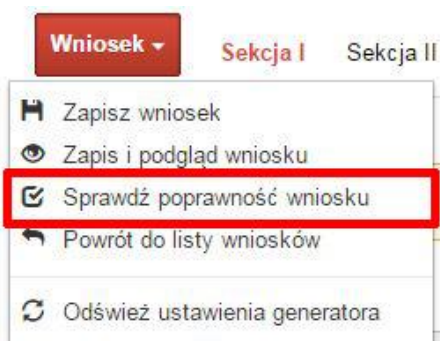 Wniosek Sekcja I Sekcja II
Zapisz wniosek
Zapis i podgląd wniosku
Sprawdź poprawność wniosku
Powrót do listy wniosków
Odśwież ustawienia generatora